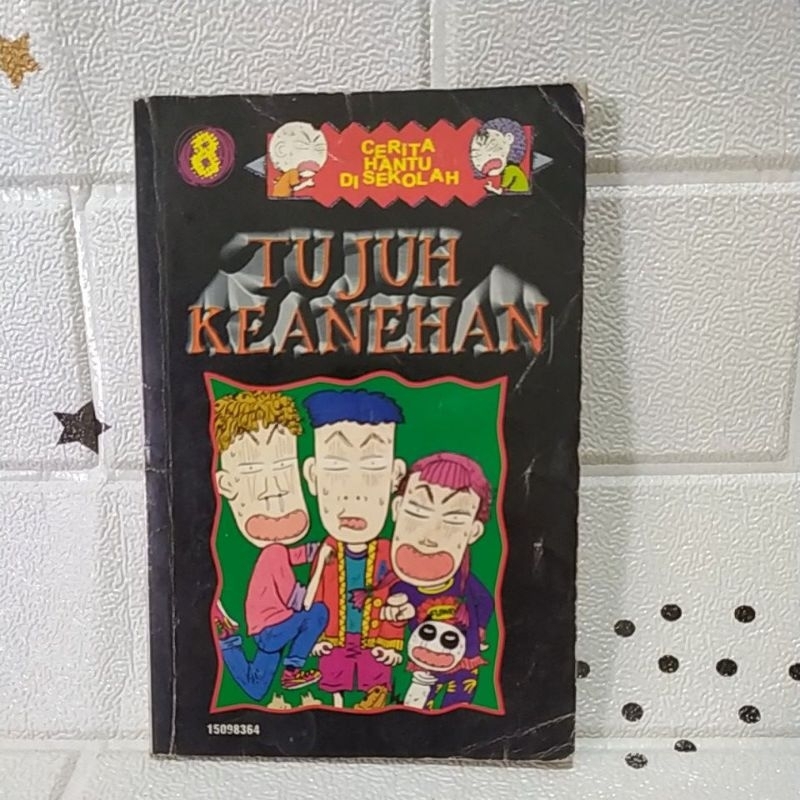 8
CERITA
HANTU
DI SEKOLAH
TUJUH
KEANEHAN
15098364